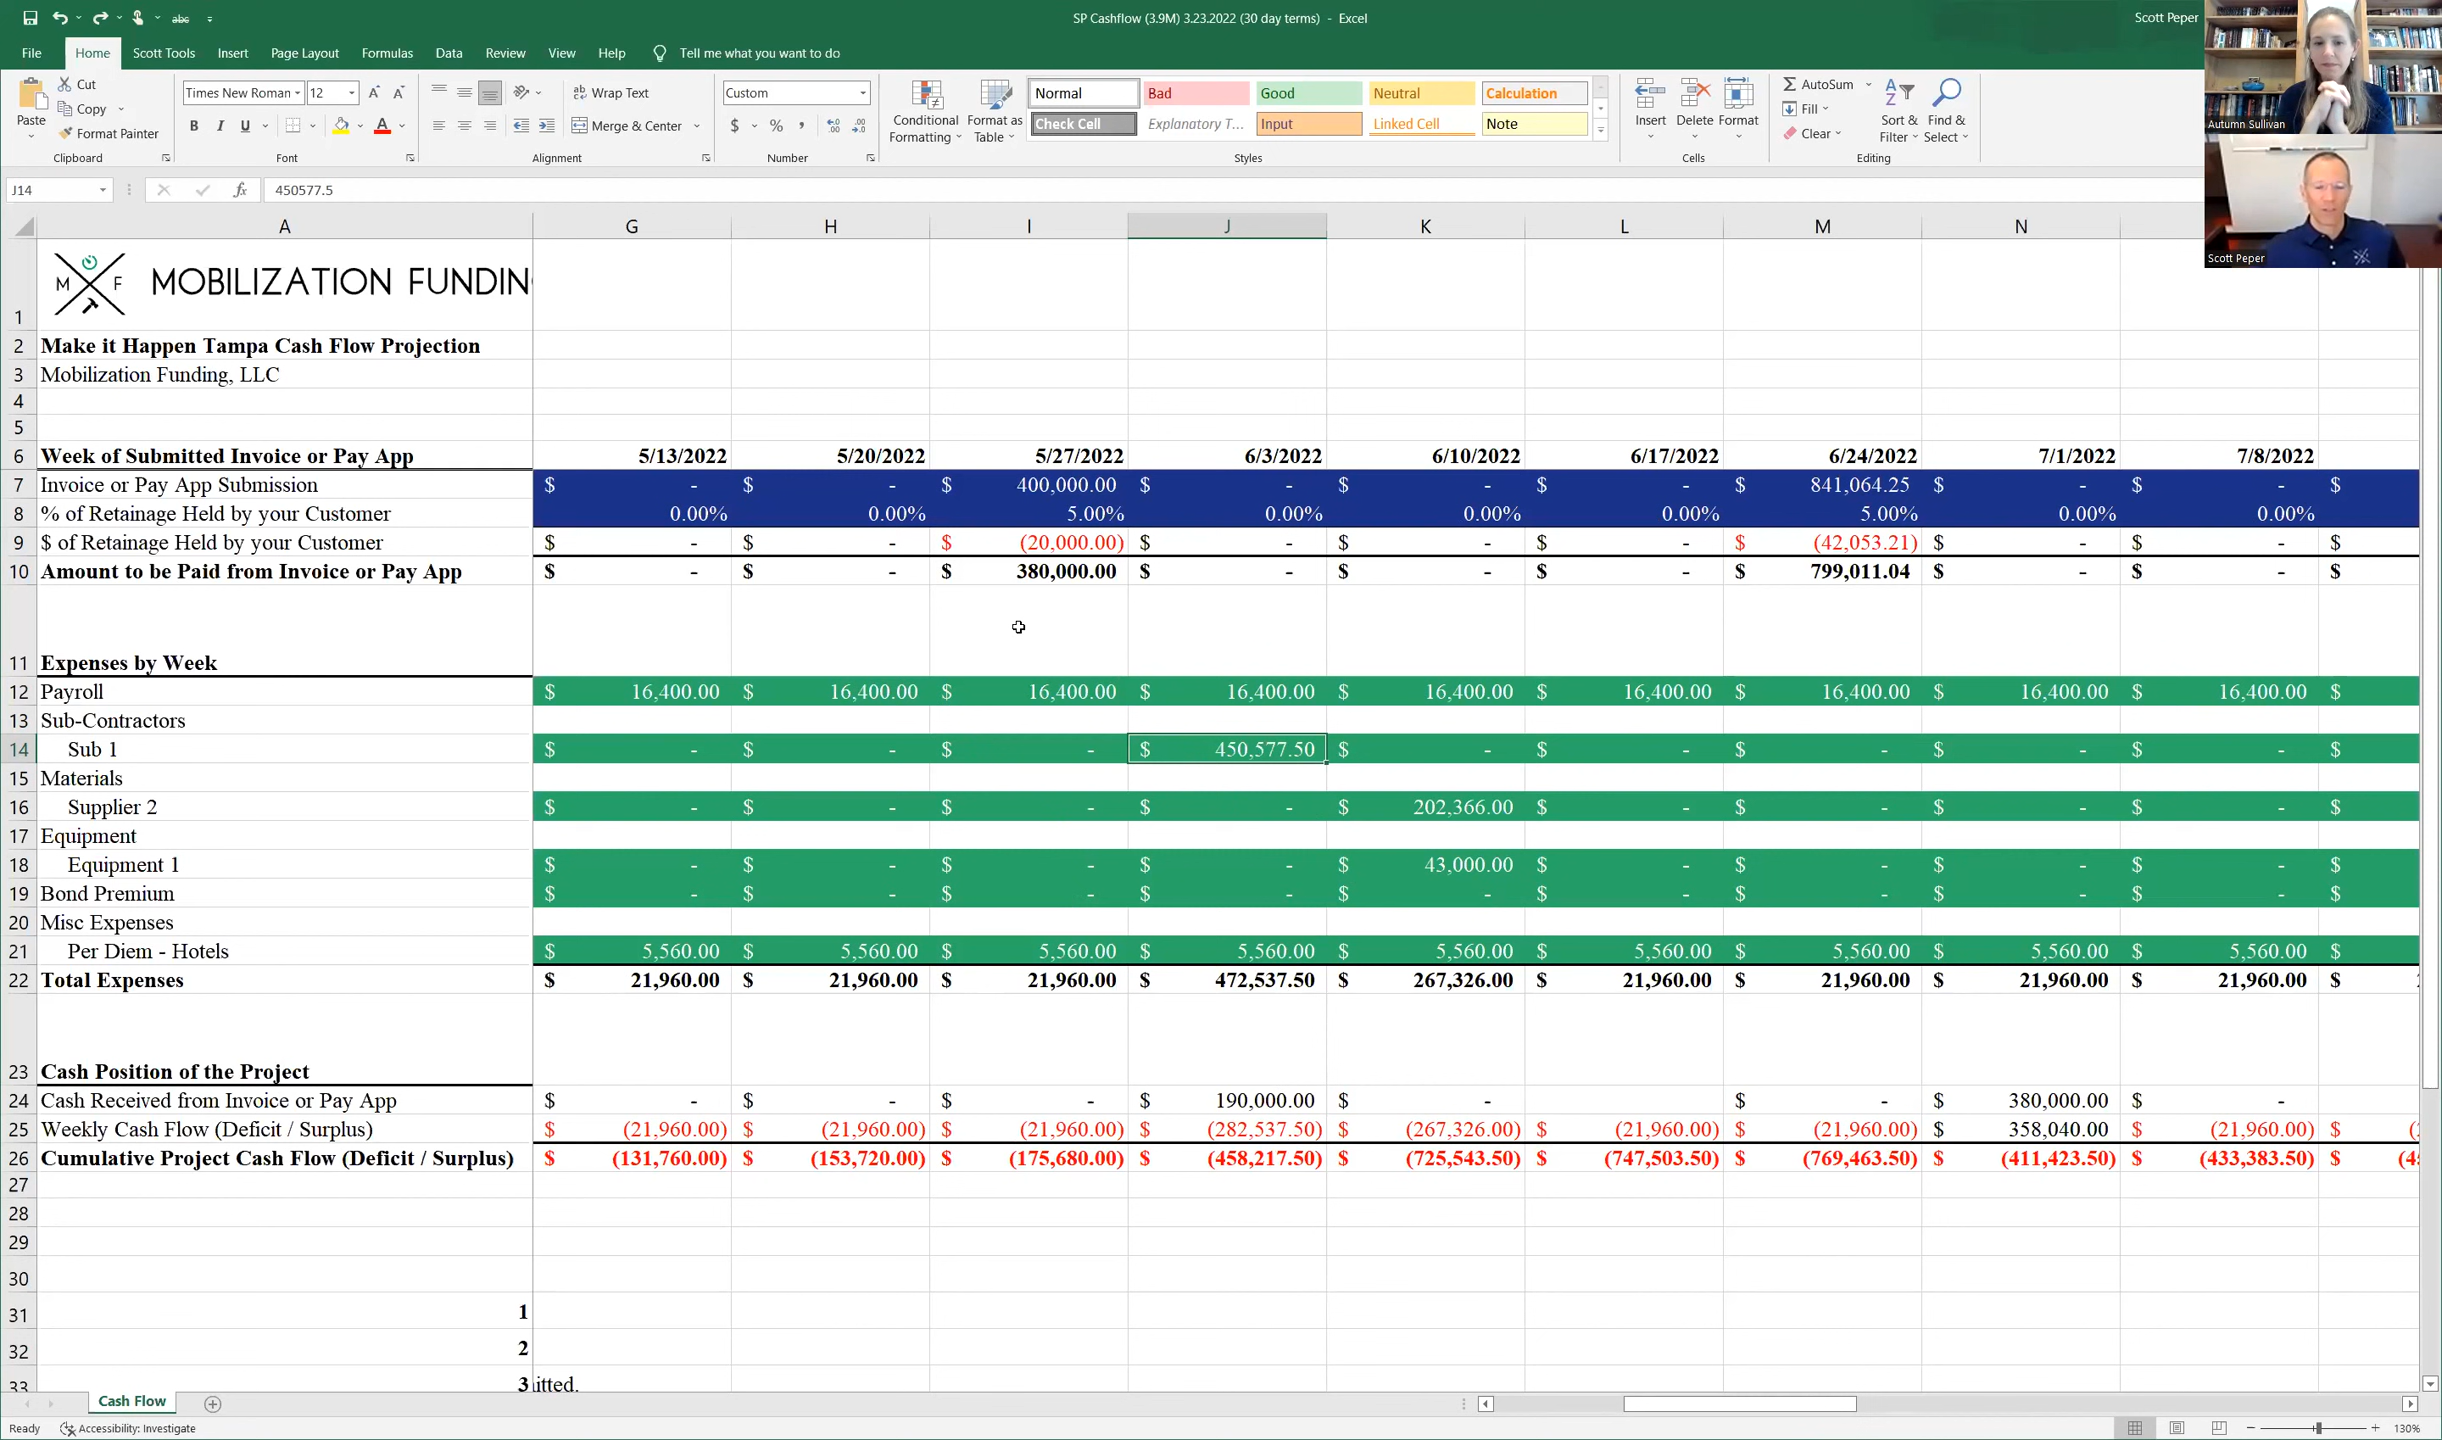 abc
SP Cashflow (3.9M) 3.23.2022 (30 day terms) - Excel
Scott Peper
File Home Scott Tools Insert Page Layout Formulas Data Review View Help Tell me what you want to do
Paste Cut Copy Format Painter Clipboard
Times New Roman 12 A A B I U A Font
ab Wrap Text Merge & Center Alignment
Custom $ % , Number
Conditional Formatting Format as Table
Normal Bad Good Neutral Calculation
Check Cell Explanatory T... Input Linked Cell Note
Styles
Insert Delete Format Cells
AutoSum Fill Clear Sort & Filter Find & Select Editing
Autumn Sullivan
Scott Peper
J14 fx 450577.5
A G H I J K L M N
1 M F MOBILIZATION FUNDIN
2 Make it Happen Tampa Cash Flow Projection
3 Mobilization Funding, LLC
4
5
6 Week of Submitted Invoice or Pay App 5/13/2022 5/20/2022 5/27/2022 6/3/2022 6/10/2022 6/17/2022 6/24/2022 7/1/2022 7/8/2022
7 Invoice or Pay App Submission $ - $ - $ 400,000.00 $ - $ - $ - $ 841,064.25 $ - $ - $
8 % of Retainage Held by your Customer 0.00% 0.00% 5.00% 0.00% 0.00% 0.00% 5.00% 0.00% 0.00%
9 $ of Retainage Held by your Customer $ - $ - $ (20,000.00) $ - $ - $ - $ (42,053.21) $ - $ - $
10 Amount to be Paid from Invoice or Pay App $ - $ - $ 380,000.00 $ - $ - $ - $ 799,011.04 $ - $ - $
11 Expenses by Week
12 Payroll $ 16,400.00 $ 16,400.00 $ 16,400.00 $ 16,400.00 $ 16,400.00 $ 16,400.00 $ 16,400.00 $ 16,400.00 $ 16,400.00 $
13 Sub-Contractors
14 Sub 1 $ - $ - $ - $ 450,577.50 $ - $ - $ - $ - $ - $
15 Materials
16 Supplier 2 $ - $ - $ - $ - $ 202,366.00 $ - $ - $ - $ - $
17 Equipment
18 Equipment 1 $ - $ - $ - $ - $ 43,000.00 $ - $ - $ - $ - $
19 Bond Premium $ - $ - $ - $ - $ - $ - $ - $ - $ - $
20 Misc Expenses
21 Per Diem - Hotels $ 5,560.00 $ 5,560.00 $ 5,560.00 $ 5,560.00 $ 5,560.00 $ 5,560.00 $ 5,560.00 $ 5,560.00 $ 5,560.00 $
22 Total Expenses $ 21,960.00 $ 21,960.00 $ 21,960.00 $ 472,537.50 $ 267,326.00 $ 21,960.00 $ 21,960.00 $ 21,960.00 $ 21,960.00 $
23 Cash Position of the Project
24 Cash Received from Invoice or Pay App $ - $ - $ - $ 190,000.00 $ - $ - $ 380,000.00 $ -
25 Weekly Cash Flow (Deficit / Surplus) $ (21,960.00) $ (21,960.00) $ (21,960.00) $ (282,537.50) $ (267,326.00) $ (21,960.00) $ (21,960.00) $ 358,040.00 $ (21,960.00) $
26 Cumulative Project Cash Flow (Deficit / Surplus) $ (131,760.00) $ (153,720.00) $ (175,680.00) $ (458,217.50) $ (725,543.50) $ (747,503.50) $ (769,463.50) $ (411,423.50) $ (433,383.50) $
27
28
29
30
31 1
32 2
33 3 itted.
Cash Flow
Ready Accessibility: Investigate 130%